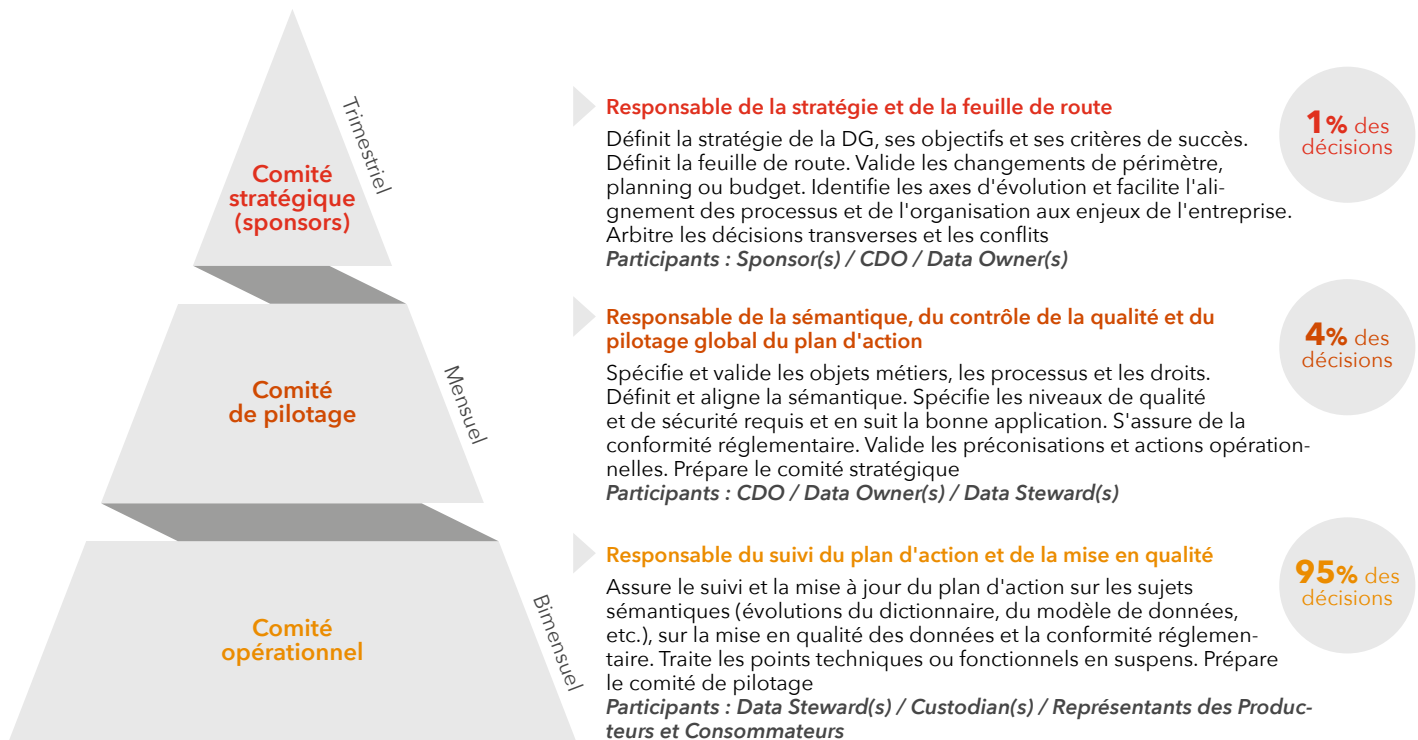 Trimestriel
Comité
stratégique
(sponsors)
Responsable de la stratégie et de la feuille de route
Définit la stratégie de la DG, ses objectifs et ses critères de succès.
Définit la feuille de route. Valide les changements de périmètre,
planning ou budget. Identifie les axes d'évolution et facilite l'ali-
gnement des processus et de l'organisation aux enjeux de l'entreprise.
Arbitre les décisions transverses et les conflits
Participants : Sponsor(s) / CDO / Data Owner(s)
1% des
décisions
Mensuel
Comité
de pilotage
Responsable de la sémantique, du contrôle de la qualité et du
pilotage global du plan d'action
Spécifie et valide les objets métiers, les processus et les droits.
Définit et aligne la sémantique. Spécifie les niveaux de qualité
et de sécurité requis et en suit la bonne application. S'assure de la
conformité réglementaire. Valide les préconisations et actions opération-
nelles. Prépare le comité stratégique
Participants : CDO / Data Owner(s) / Data Steward(s)
4% des
décisions
Bimensuel
Comité
opérationnel
Responsable du suivi du plan d'action et de la mise en qualité
Assure le suivi et la mise à jour du plan d'action sur les sujets
sémantiques (évolutions du dictionnaire, du modèle de données,
etc.), sur la mise en qualité des données et la conformité réglemen-
taire. Traite les points techniques ou fonctionnels en suspens. Prépare
le comité de pilotage
Participants : Data Steward(s) / Custodian(s) / Représentants des Produc-
teurs et Consommateurs
95% des
décisions